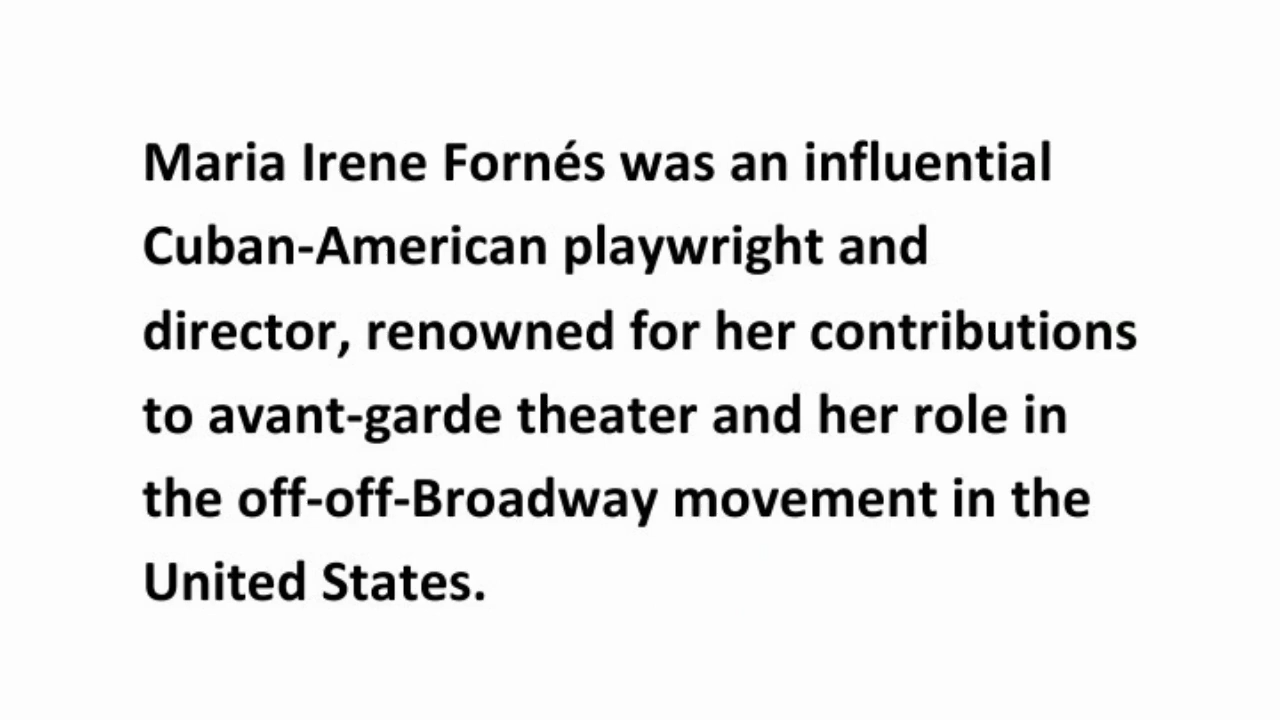 Maria Irene Fornés was an influential
Cuban-American playwright and
director, renowned for her contributions
to avant-garde theater and her role in
the off-off-Broadway movement in the
United States.